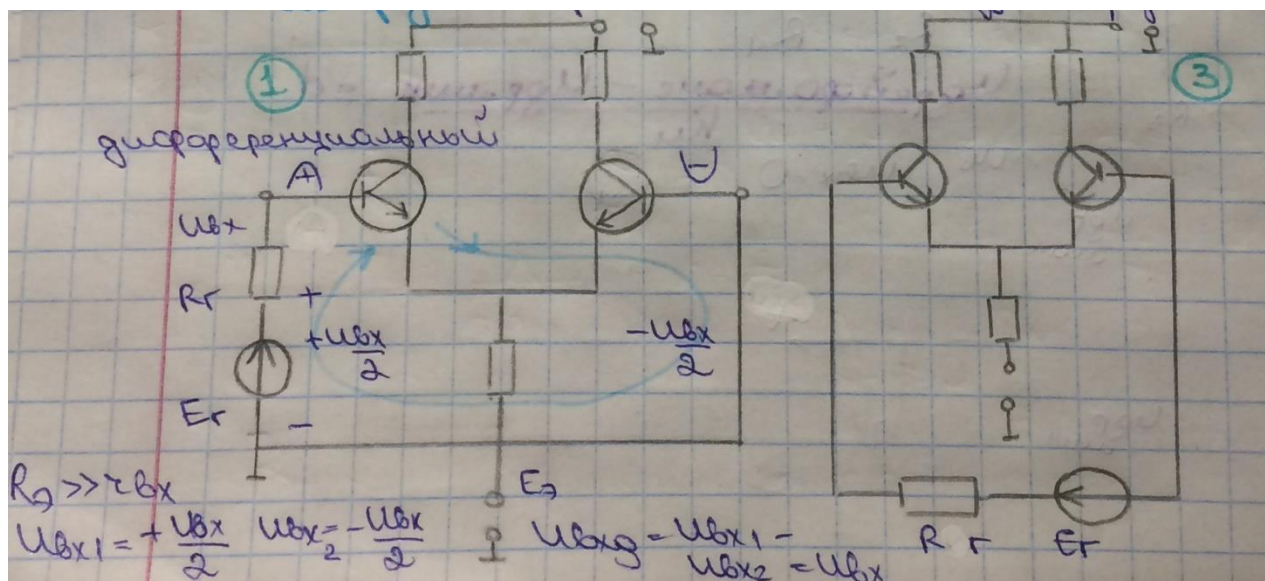 1
3
дифференциальный
A
Uвх
Rг
+
+Uвх/2
-Uвх/2
Eг
-
Rэ >> rвх
Eэ
Uвх1 = +Uвх/2 Uвх2 = -Uвх/2
Uвхд = Uвх1 -
Uвх2 = Uвх
R г
Eг